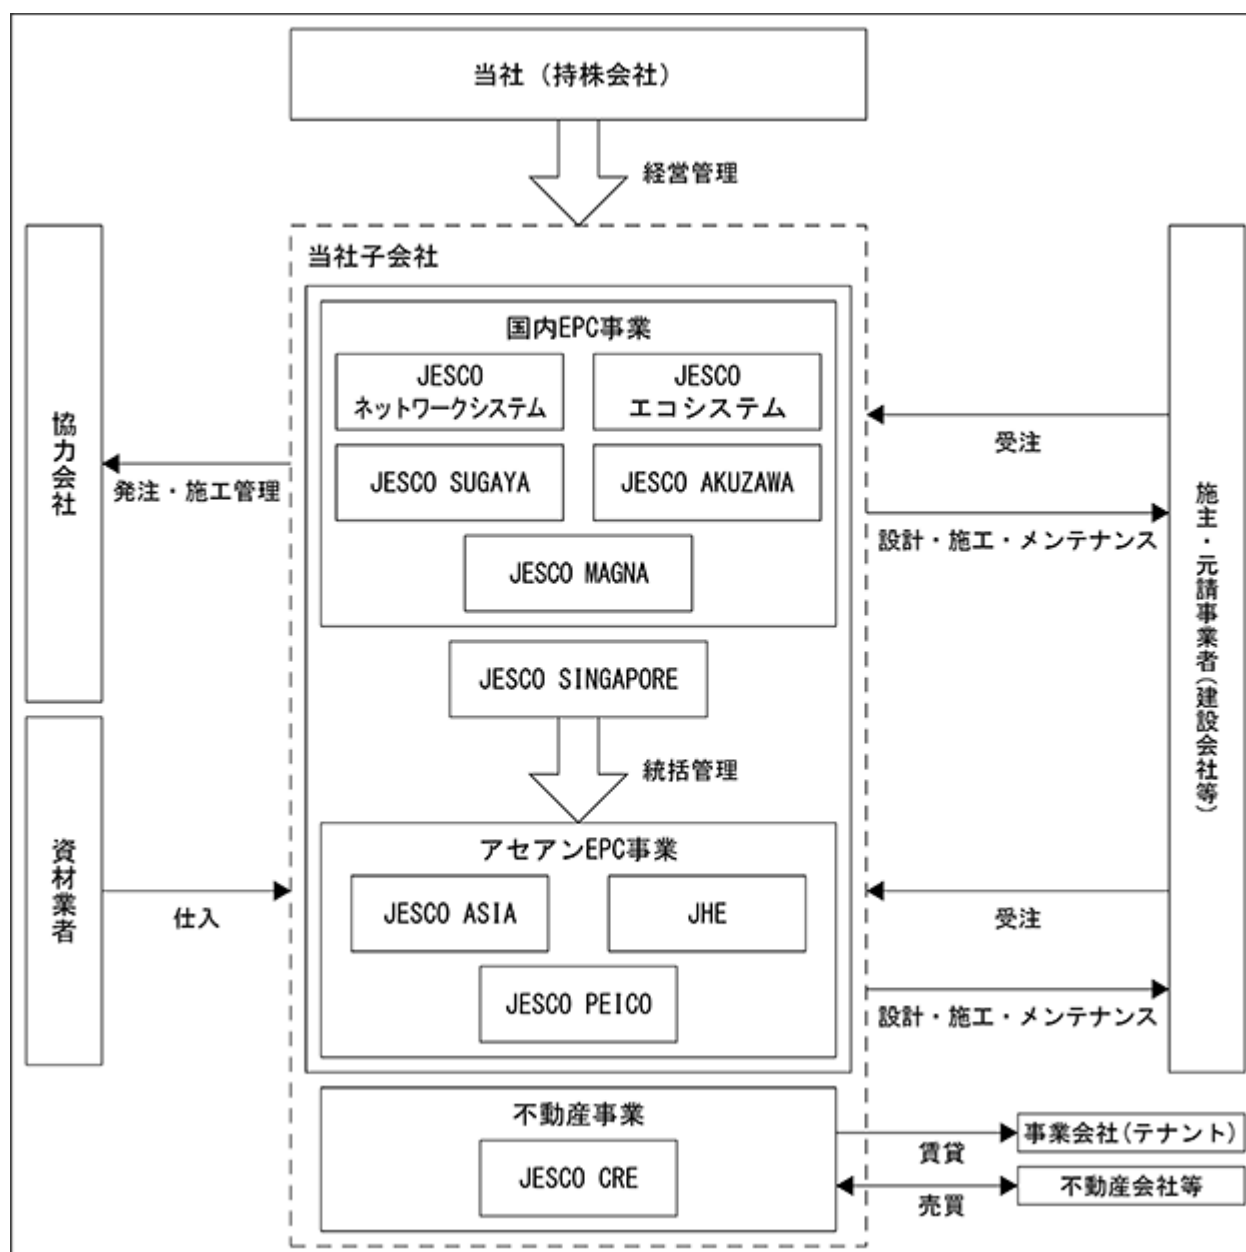 当社（持株会社）
経営管理
当社子会社
国内EPC事業
JESCO
ネットワークシステム
JESCO
エコシステム
JESCO SUGAYA
JESCO AKUZAWA
JESCO MAGNA
JESCO SINGAPORE
統括管理
アセアンEPC事業
JESCO ASIA
JHE
JESCO PEICO
不動産事業
JESCO CRE
協力会社
発注・施工管理
資材業者
仕入
受注
設計・施工・メンテナンス
受注
設計・施工・メンテナンス
施主・元請事業者（建設会社等）
賃貸
事業会社（テナント）
売買
不動産会社等